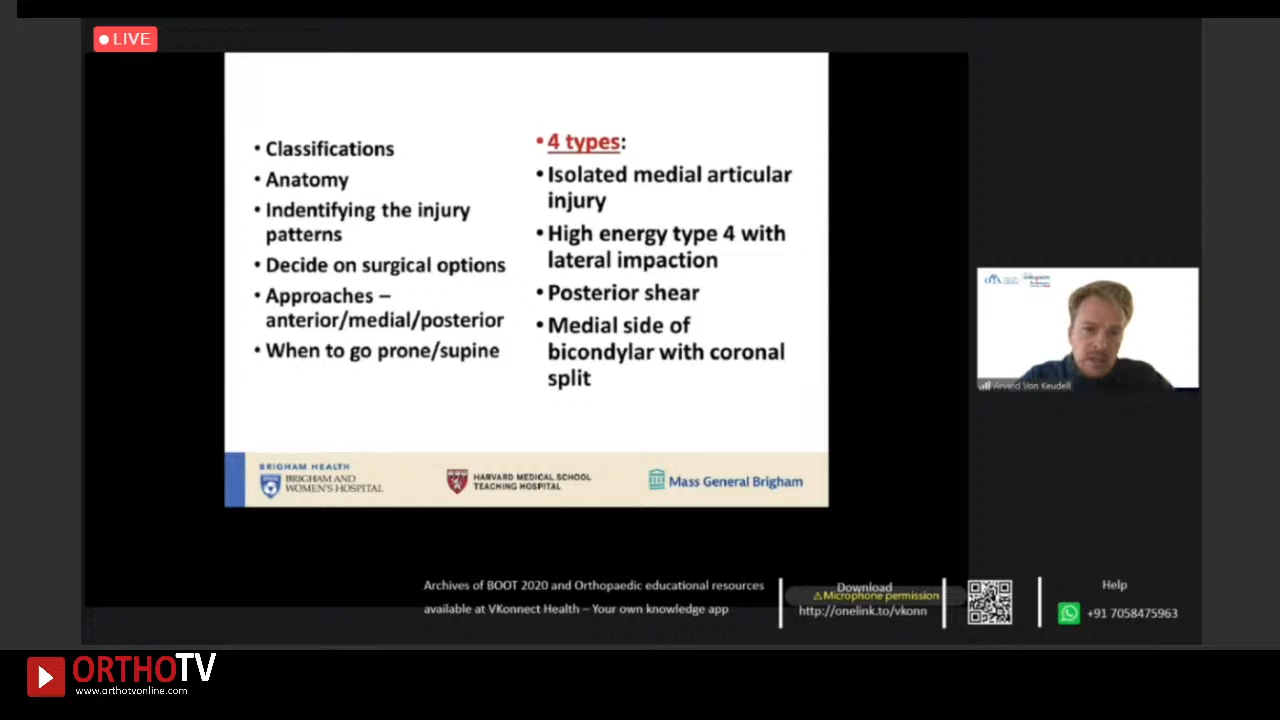 LIVE
• Classifications
• Anatomy
• Indentifying the injury
patterns
• Decide on surgical options
• Approaches –
anterior/medial/posterior
• When to go prone/supine
• 4 types:
• Isolated medial articular
injury
• High energy type 4 with
lateral impaction
• Posterior shear
• Medial side of
bicondylar with coronal
split
BRIGHAM HEALTH
BRIGHAM AND
WOMEN'S HOSPITAL
HARVARD MEDICAL SCHOOL
TEACHING HOSPITAL
Mass General Brigham
Arvind Von Keudell
Archives of BOOT 2020 and Orthopaedic educational resources
available at VKonnect Health – Your own knowledge app
Download
⚠Microphone permission
http://onelink.to/vkonn
Help
+91 7058475963
ORTHOTV
www.orthotvonline.com